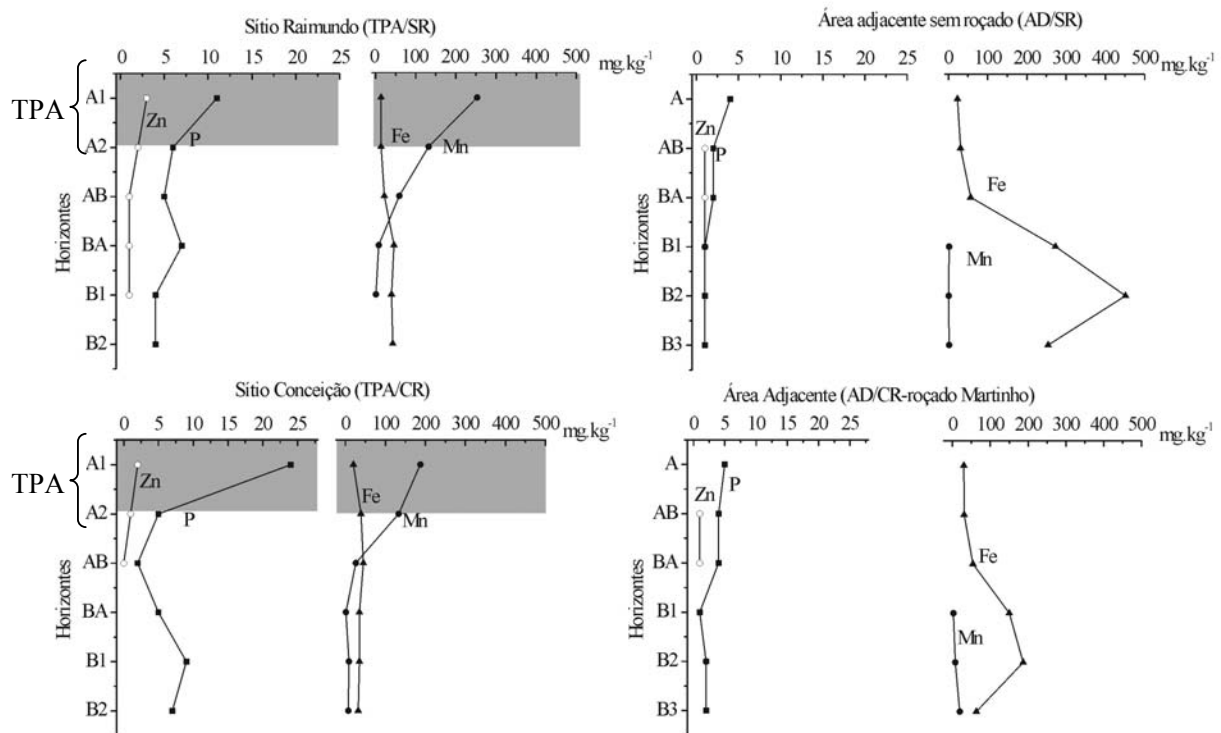 Sítio Raimundo (TPA/SR)
0 5 10 15 20 25
0 100 200 300 400 500
mg.kg-1
TPA
Horizontes
A1
A2
AB
BA
B1
B2
Zn
P
Fe
Mn
Área adjacente sem roçado (AD/SR)
0 5 10 15 20 25
0 100 200 300 400 500
mg.kg-1
Horizontes
A
AB
BA
B1
B2
B3
Zn
P
Fe
Mn
Sítio Conceição (TPA/CR)
0 5 10 15 20 25
0 100 200 300 400 500
mg.kg-1
TPA
Horizontes
A1
A2
AB
BA
B1
B2
Zn
P
Fe
Mn
Área Adjacente (AD/CR-roçado Martinho)
0 5 10 15 20 25
0 100 200 300 400 500
mg.kg-1
Horizontes
A
AB
BA
B1
B2
B3
Zn
P
Fe
Mn